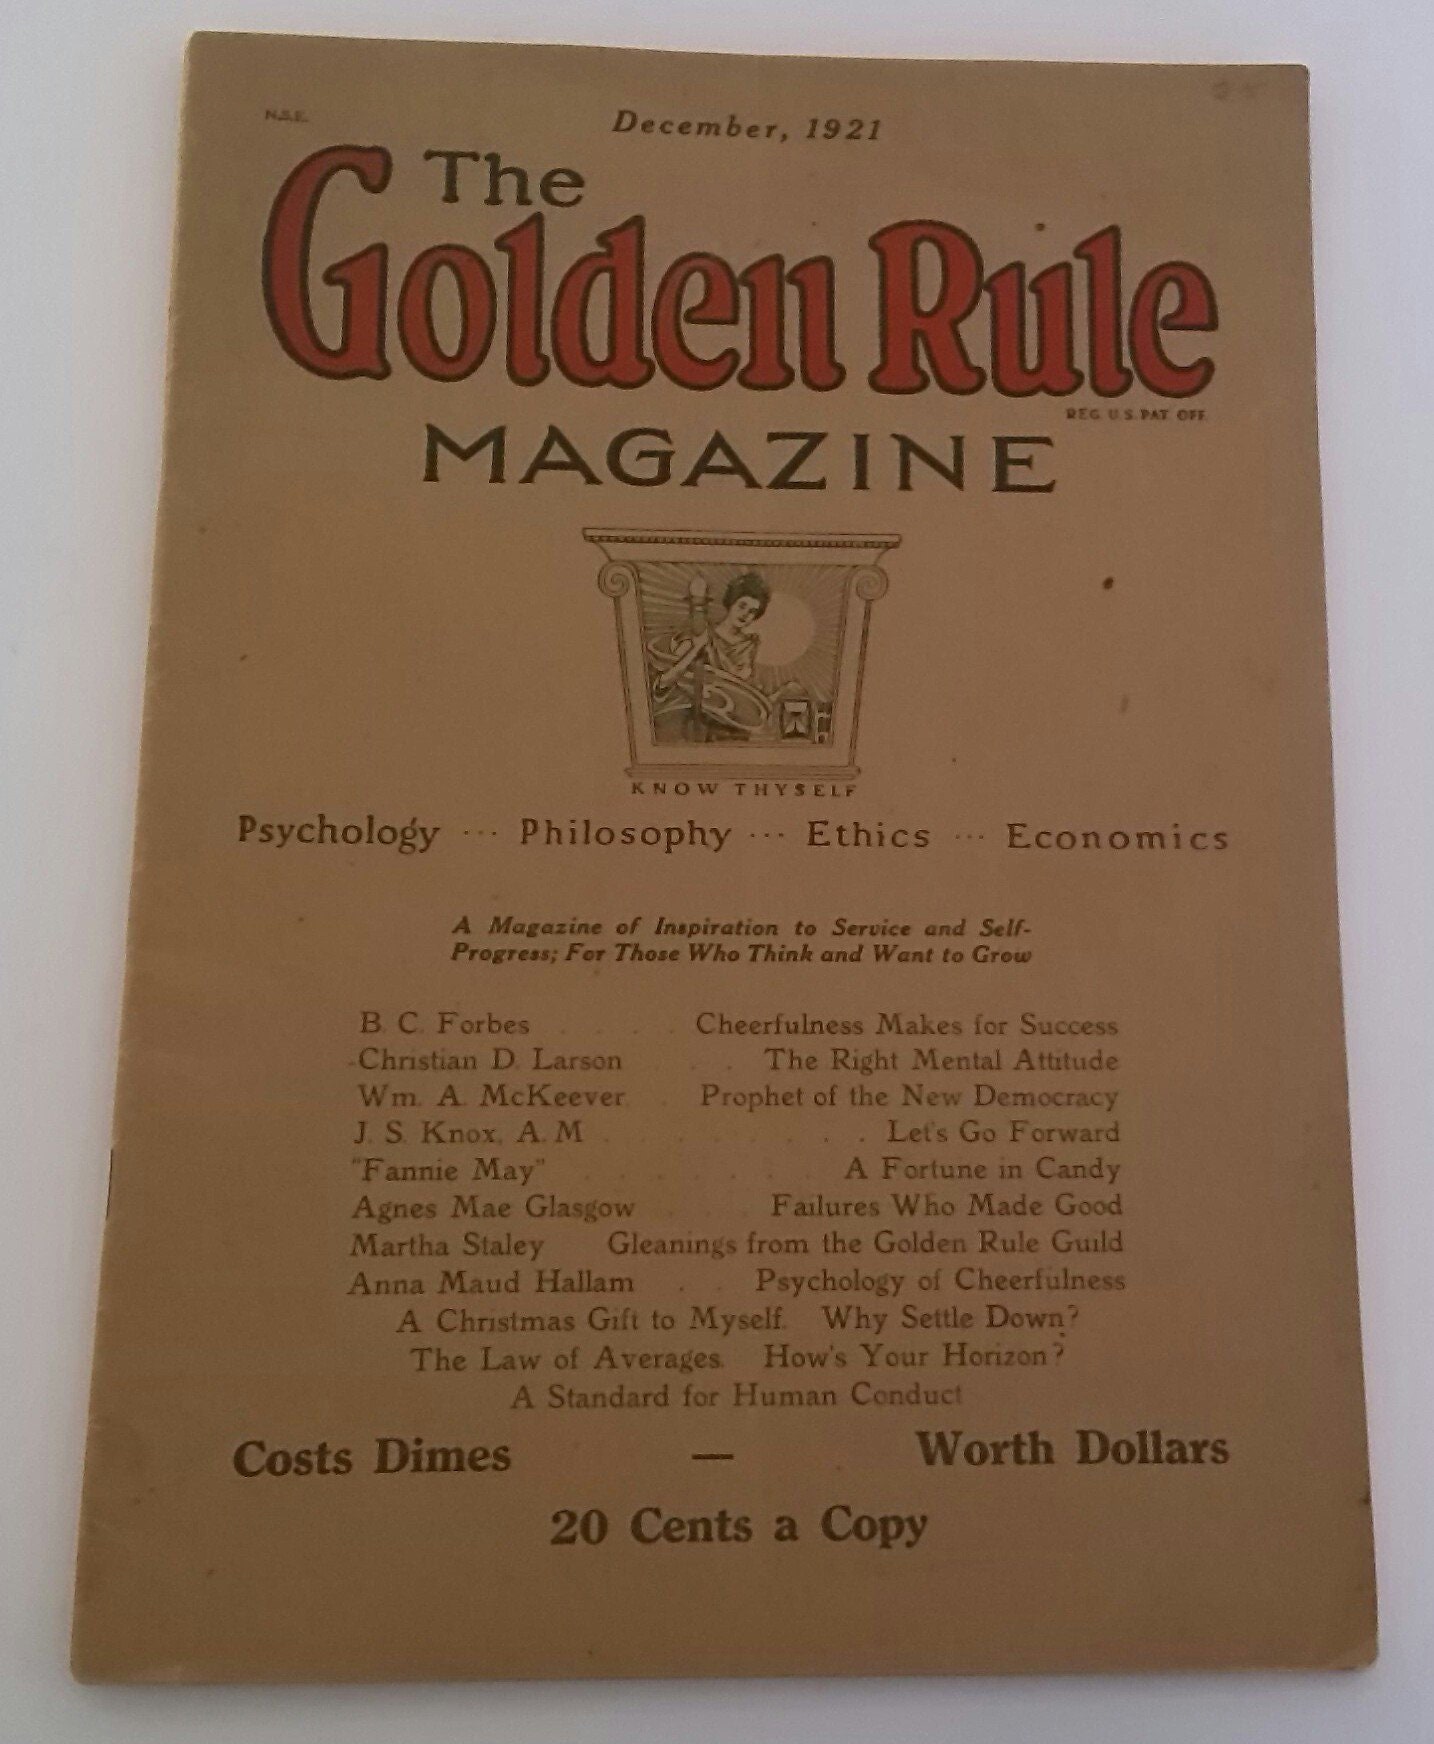 N.S.E.
December, 1921
The
Golden Rule
REG. U.S. PAT. OFF.
MAGAZINE
KNOW THYSELF
Psychology ... Philosophy ... Ethics ... Economics
A Magazine of Inspiration to Service and Self-
Progress; For Those Who Think and Want to Grow
B. C. Forbes . . . . Cheerfulness Makes for Success
Christian D. Larson . . . The Right Mental Attitude
Wm. A. McKeever . Prophet of the New Democracy
J. S. Knox, A. M . . . . . . . . Let's Go Forward
"Fannie May" . . . . . . . A Fortune in Candy
Agnes Mae Glasgow . . . Failures Who Made Good
Martha Staley Gleanings from the Golden Rule Guild
Anna Maud Hallam . . Psychology of Cheerfulness
A Christmas Gift to Myself. Why Settle Down?
The Law of Averages. How's Your Horizon?
A Standard for Human Conduct
Costs Dimes — Worth Dollars
20 Cents a Copy